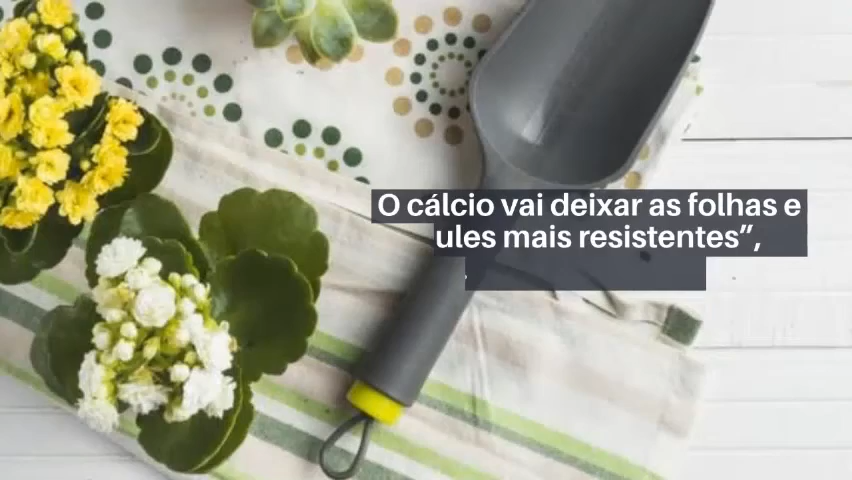 O cálcio vai deixar as folhas e
ules mais resistentes”,